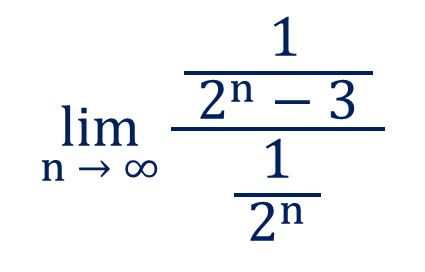 lim n → ∞
1
2ⁿ − 3
1
2ⁿ